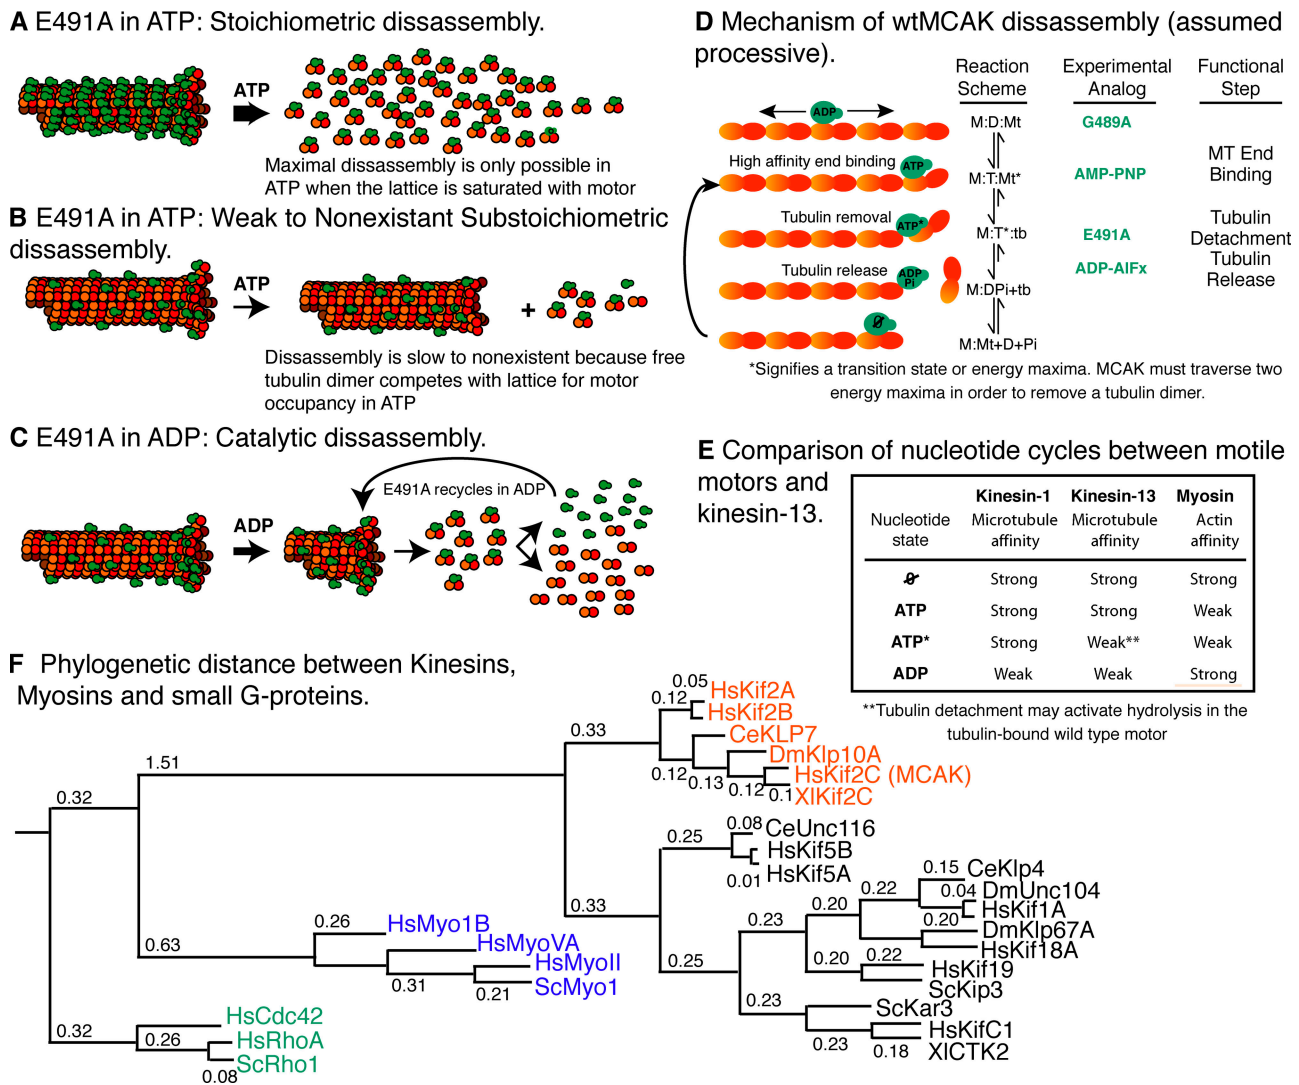 A E491A in ATP: Stoichiometric disassembly.
ATP
Maximal disassembly is only possible in
ATP when the lattice is saturated with motor
B E491A in ATP: Weak to Nonexistant Substoichiometric
disassembly.
ATP
+
Dissassembly is slow to nonexistent because free
tubulin dimer competes with lattice for motor
occupancy in ATP
C E491A in ADP: Catalytic dissassembly.
E491A recycles in ADP
ADP
D Mechanism of wtMCAK dissassembly (assumed
processive).
Reaction
Scheme
Experimental
Analog
Functional
Step
ADP
M:D:Mt
G489A
High affinity end binding
ATP
M:T:Mt*
AMP-PNP
MT End
Binding
Tubulin removal
ATP*
M:T*:tb
E491A
Tubulin
Detachment
Tubulin release
ADP
Pi
M:DPi+tb
ADP-AlFx
Tubulin
Release
0
M:Mt+D+Pi
*Signifies a transition state or energy maxima. MCAK must traverse two
energy maxima in order to remove a tubulin dimer.
E Comparison of nucleotide cycles between motile
motors and
kinesin-13.
Kinesin-1 Kinesin-13 Myosin
Nucleotide
state
Microtubule
affinity
Microtubule
affinity
Actin
affinity
0 Strong Strong Strong
ATP Strong Strong Weak
ATP* Strong Weak** Weak
ADP Weak Weak Strong
**Tubulin detachment may activate hydrolysis in the
tubulin-bound wild type motor
F Phylogenetic distance between Kinesins,
Myosins and small G-proteins.
0.32
1.51
0.33
0.12
0.05
HsKif2A
HsKif2B
CeKLP7
DmKlp10A
HsKif2C (MCAK)
XlKif2C
0.12
0.13
0.12
0.1
0.33
0.25
0.08
CeUnc116
HsKif5B
HsKif5A
0.01
0.25
0.23
0.20
0.22
0.15
CeKlp4
0.04
DmUnc104
HsKif1A
0.20
DmKlp67A
HsKif18A
0.20
0.22
HsKif19
ScKip3
0.23
ScKar3
0.23
0.18
HsKifC1
XlCTK2
0.63
0.26
HsMyo1B
HsMyoVA
0.31
HsMyoII
0.21
ScMyo1
0.32
HsCdc42
0.26
HsRhoA
0.08
ScRho1